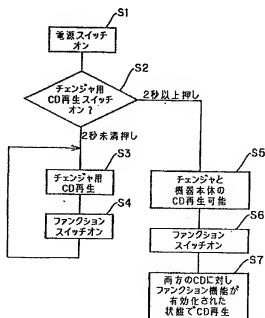 S1
電源スイッチ
オン
S2
チェンジャ用
CD再生スイッチ
オン?
2秒以上押し
2秒未満押し
S3
チェンジャ用
CD再生
S4
ファンクション
スイッチオン
S5
チェンジャと
機器本体の
CD再生可能
S6
ファンクション
スイッチオン
S7
両方のCDに対し
ファンクション機能が
有効化された
状態でCD再生